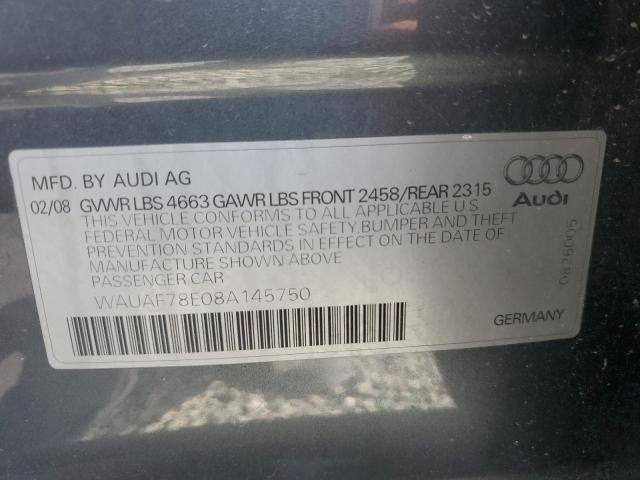 MFD. BY AUDI AG
02/08 GVWR LBS 4663 GAWR LBS FRONT 2458/REAR 2315
THIS VEHICLE CONFORMS TO ALL APPLICABLE U.S.
FEDERAL MOTOR VEHICLE SAFETY, BUMPER AND THEFT
PREVENTION STANDARDS IN EFFECT ON THE DATE OF
MANUFACTURE SHOWN ABOVE
PASSENGER CAR
WAUAF78E08A145750
Audi
0826005
GERMANY